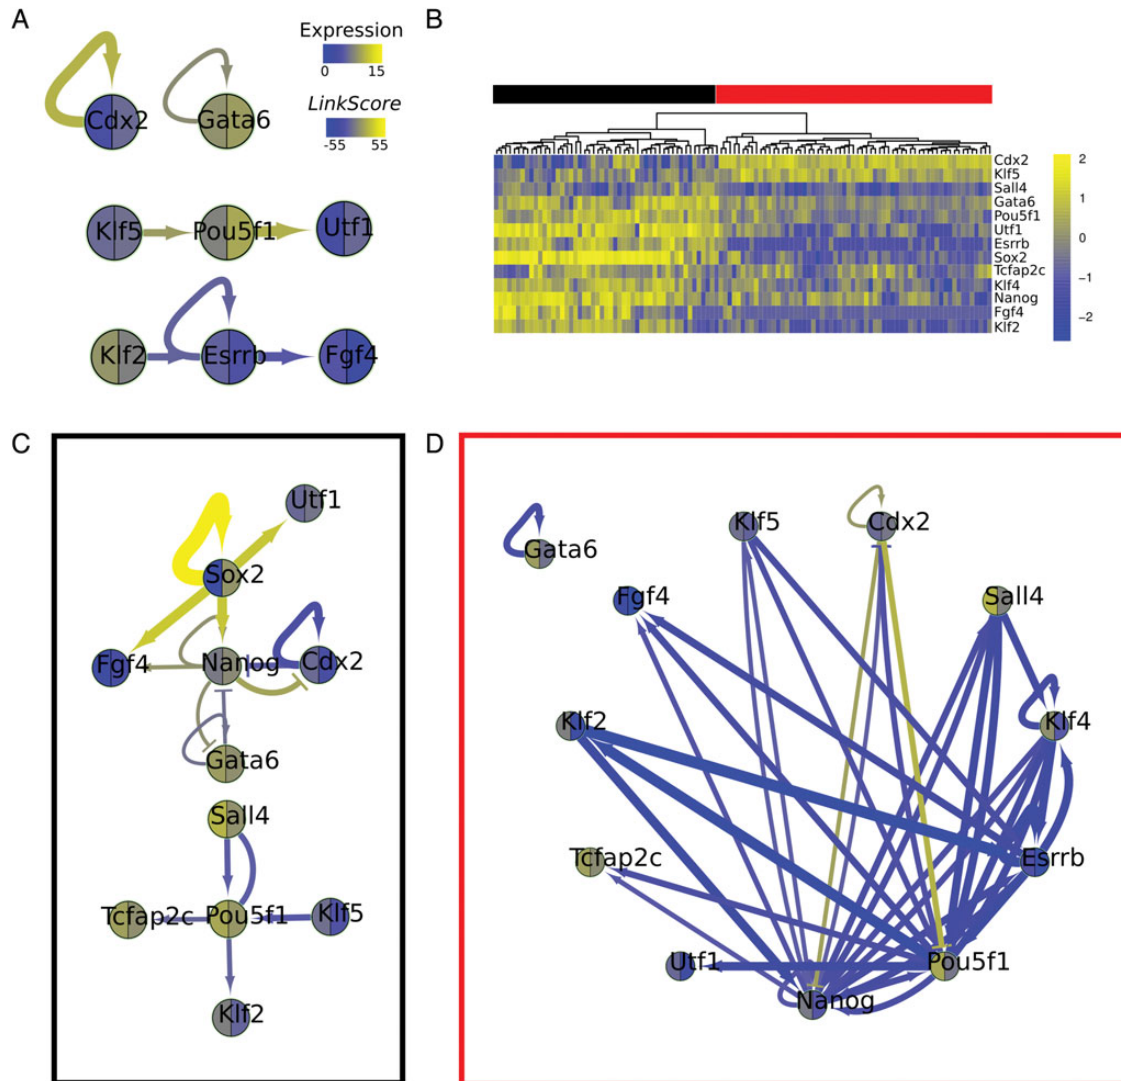 A
Expression
0 15
LinkScore
-55 55
Cdx2 Gata6
Klf5 Pou5f1 Utf1
Klf2 Esrrb Fgf4
B
Cdx2
Klf5
Sall4
Gata6
Pou5f1
Utf1
Esrrb
Sox2
Tcfap2c
Klf4
Nanog
Fgf4
Klf2
2
1
0
−1
−2
C
Utf1
Sox2
Fgf4 Nanog Cdx2
Gata6
Sall4
Tcfap2c Pou5f1 Klf5
Klf2
D
Klf5 Cdx2
Gata6
Fgf4 Sall4
Klf2 Klf4
Tcfap2c Esrrb
Utf1 Pou5f1
Nanog